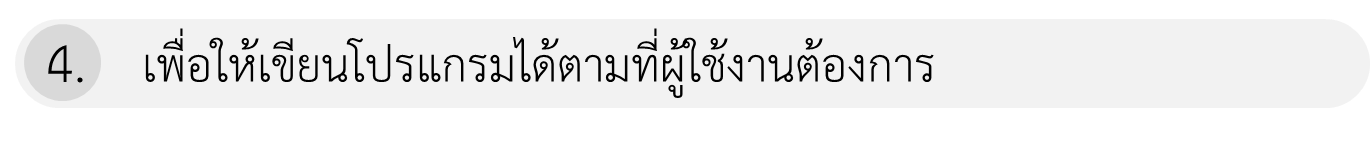 4. เพื่อให้เขียนโปรแกรมได้ตามที่ผู้ใช้งานต้องการ